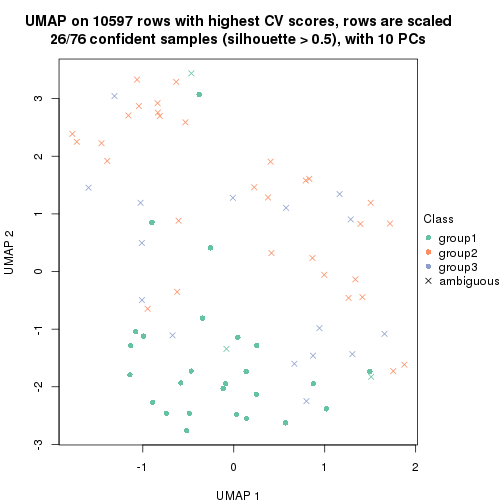 UMAP on 10597 rows with highest CV scores, rows are scaled
26/76 confident samples (silhouette > 0.5), with 10 PCs
3
2
1
0
-1
-2
-3
UMAP 2
-1
0
1
2
UMAP 1
Class
group1
group2
group3
ambiguous